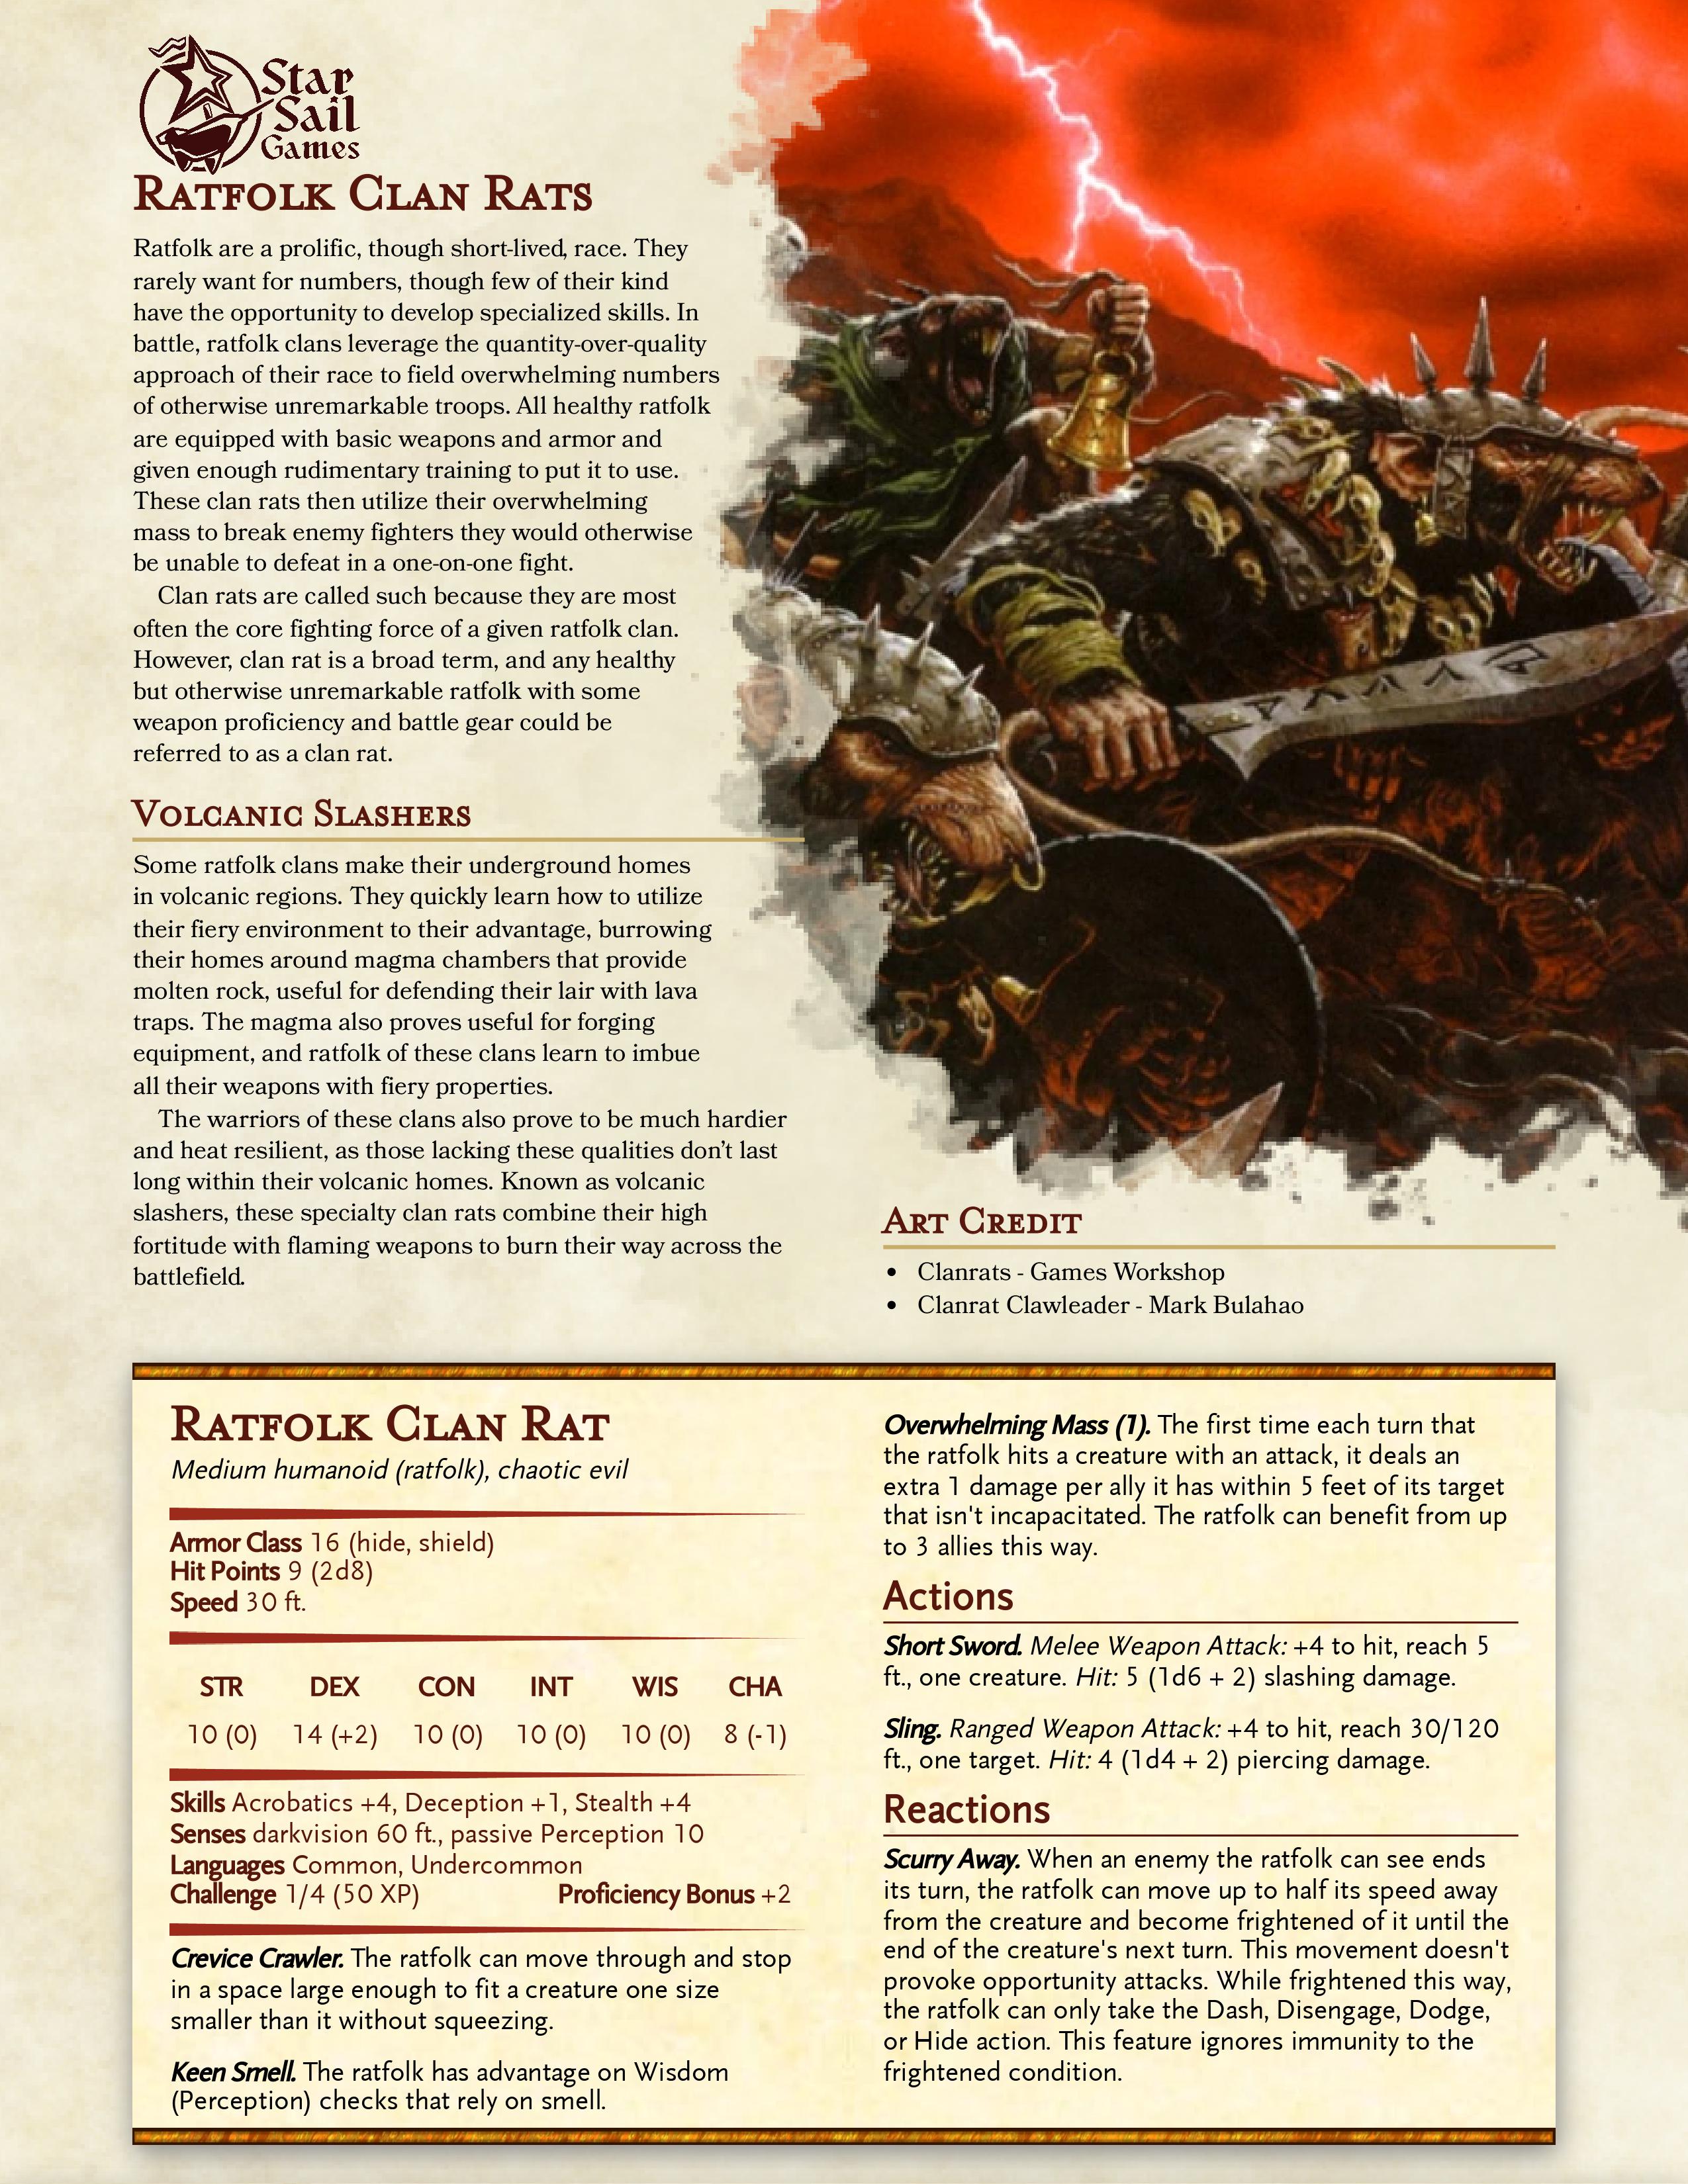 Star
Sail
Games
Ratfolk Clan Rats
Ratfolk are a prolific, though short-lived, race. They
rarely want for numbers, though few of their kind
have the opportunity to develop specialized skills. In
battle, ratfolk clans leverage the quantity-over-quality
approach of their race to field overwhelming numbers
of otherwise unremarkable troops. All healthy ratfolk
are equipped with basic weapons and armor and
given enough rudimentary training to put it to use.
These clan rats then utilize their overwhelming
mass to break enemy fighters they would otherwise
be unable to defeat in a one-on-one fight.
Clan rats are called such because they are most
often the core fighting force of a given ratfolk clan.
However, clan rat is a broad term, and any healthy
but otherwise unremarkable ratfolk with some
weapon proficiency and battle gear could be
referred to as a clan rat.
Volcanic Slashers
Some ratfolk clans make their underground homes
in volcanic regions. They quickly learn how to utilize
their fiery environment to their advantage, burrowing
their homes around magma chambers that provide
molten rock, useful for defending their lair with lava
traps. The magma also proves useful for forging
equipment, and ratfolk of these clans learn to imbue
all their weapons with fiery properties.
The warriors of these clans also prove to be much hardier
and heat resilient, as those lacking these qualities don't last
long within their volcanic homes. Known as volcanic
slashers, these specialty clan rats combine their high
fortitude with flaming weapons to burn their way across the
battlefield.
Art Credit
• Clanrats - Games Workshop
• Clanrat Clawleader - Mark Bulahao
Ratfolk Clan Rat
Medium humanoid (ratfolk), chaotic evil
Armor Class 16 (hide, shield)
Hit Points 9 (2d8)
Speed 30 ft.
STR DEX CON INT WIS CHA
10 (0) 14 (+2) 10 (0) 10 (0) 10 (0) 8 (-1)
Skills Acrobatics +4, Deception +1, Stealth +4
Senses darkvision 60 ft., passive Perception 10
Languages Common, Undercommon
Challenge 1/4 (50 XP) Proficiency Bonus +2
Crevice Crawler. The ratfolk can move through and stop
in a space large enough to fit a creature one size
smaller than it without squeezing.
Keen Smell. The ratfolk has advantage on Wisdom
(Perception) checks that rely on smell.
Overwhelming Mass (1). The first time each turn that
the ratfolk hits a creature with an attack, it deals an
extra 1 damage per ally it has within 5 feet of its target
that isn't incapacitated. The ratfolk can benefit from up
to 3 allies this way.
Actions
Short Sword. Melee Weapon Attack: +4 to hit, reach 5
ft., one creature. Hit: 5 (1d6 + 2) slashing damage.
Sling. Ranged Weapon Attack: +4 to hit, reach 30/120
ft., one target. Hit: 4 (1d4 + 2) piercing damage.
Reactions
Scurry Away. When an enemy the ratfolk can see ends
its turn, the ratfolk can move up to half its speed away
from the creature and become frightened of it until the
end of the creature's next turn. This movement doesn't
provoke opportunity attacks. While frightened this way,
the ratfolk can only take the Dash, Disengage, Dodge,
or Hide action. This feature ignores immunity to the
frightened condition.